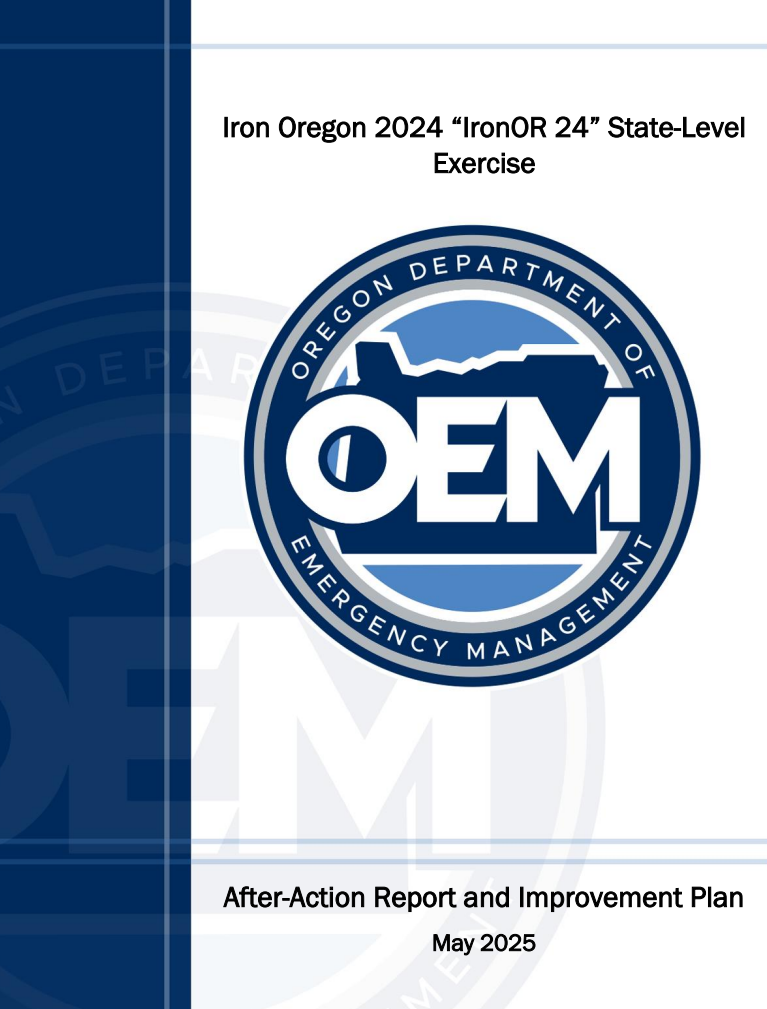 Iron Oregon 2024 “IronOR 24” State-Level
Exercise
OREGON DEPARTMENT OF
OEM
EMERGENCY MANAGEMENT
After-Action Report and Improvement Plan
May 2025